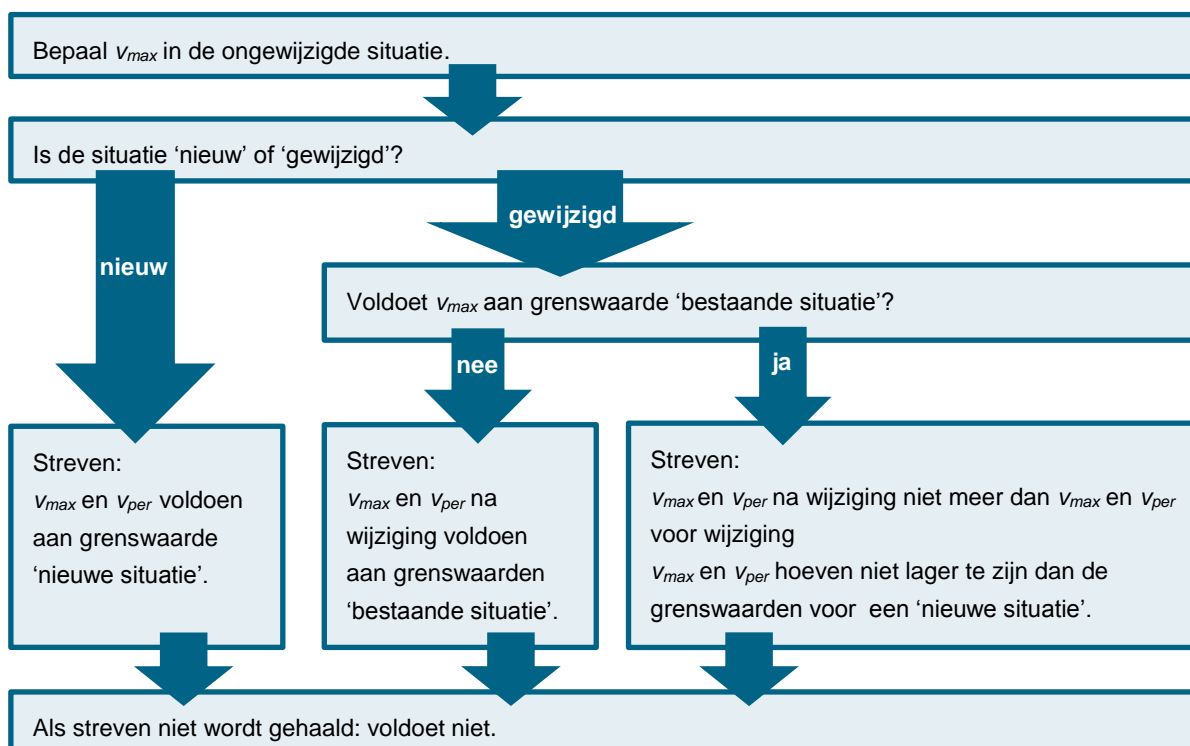 Bepaal vmax in de ongewijzigde situatie.
Is de situatie ‘nieuw’ of ‘gewijzigd’?
gewijzigd
nieuw
Voldoet vmax aan grenswaarde ‘bestaande situatie’?
nee
ja
Streven:
vmax en vper voldoen
aan grenswaarde
‘nieuwe situatie’.
Streven:
vmax en vper na
wijziging voldoen
aan grenswaarden
‘bestaande situatie’.
Streven:
vmax en vper na wijziging niet meer dan vmax en vper
voor wijziging
vmax en vper hoeven niet lager te zijn dan de
grenswaarden voor een ‘nieuwe situatie’.
Als streven niet wordt gehaald: voldoet niet.